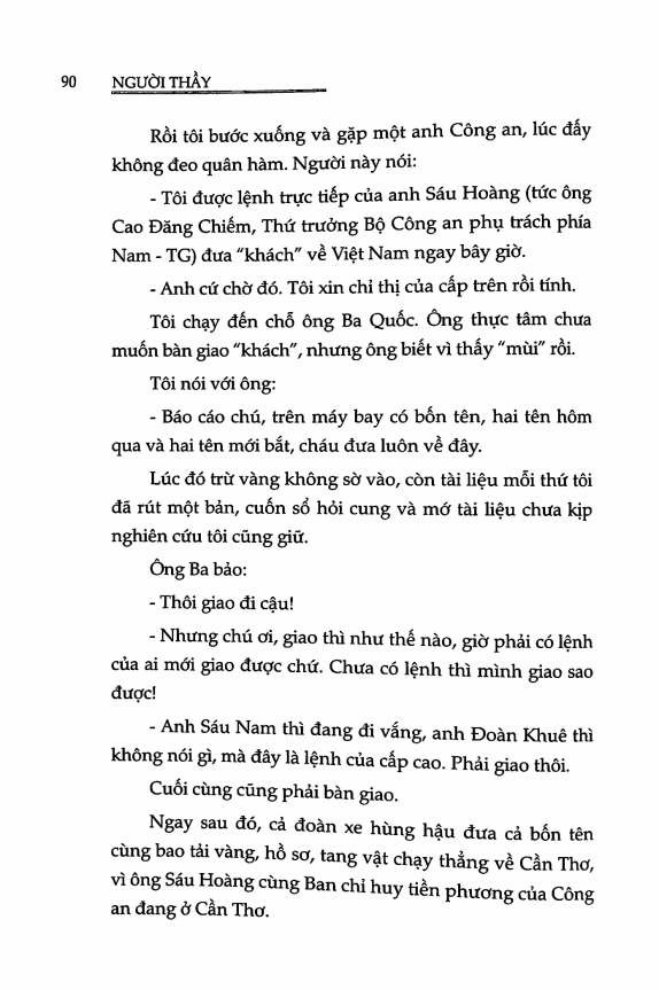 90 NGƯỜI THẦY
Rồi tôi bước xuống và gặp một anh Công an, lúc đấy
không đeo quân hàm. Người này nói:
- Tôi được lệnh trực tiếp của anh Sáu Hoàng (tức ông
Cao Đăng Chiếm, Thứ trưởng Bộ Công an phụ trách phía
Nam - TG) đưa "khách" về Việt Nam ngay bây giờ.
- Anh cứ chờ đó. Tôi xin chỉ thị của cấp trên rồi tính.
Tôi chạy đến chỗ ông Ba Quốc. Ông thực tâm chưa
muốn bàn giao "khách", nhưng ông biết vì thấy "mùi" rồi.
Tôi nói với ông:
- Báo cáo chú, trên máy bay có bốn tên, hai tên hôm
qua và hai tên mới bắt, cháu đưa luôn về đây.
Lúc đó trừ vàng không sờ vào, còn tài liệu mỗi thứ tôi
đã rút một bản, cuốn sổ hỏi cung và mớ tài liệu chưa kịp
nghiên cứu tôi cũng giữ.
Ông Ba bảo:
- Thôi giao đi cậu!
- Nhưng chú ơi, giao thì như thế nào, giờ phải có lệnh
của ai mới giao được chứ. Chưa có lệnh thì mình giao sao
được!
- Anh Sáu Nam thì đang đi vắng, anh Đoàn Khuê thì
không nói gì, mà đây là lệnh của cấp cao. Phải giao thôi.
Cuối cùng cũng phải bàn giao.
Ngay sau đó, cả đoàn xe hùng hậu đưa cả bốn tên
cùng bao tải vàng, hồ sơ, tang vật chạy thẳng về Cần Thơ,
vì ông Sáu Hoàng cùng Ban chỉ huy tiền phương của Công
an đang ở Cần Thơ.